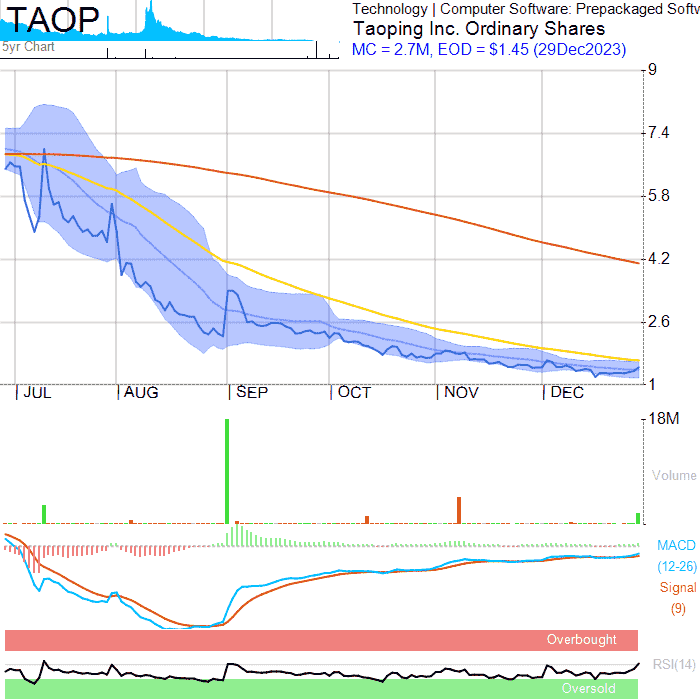 TAOP
5yr Chart
Technology | Computer Software: Prepackaged Softw
Taoping Inc. Ordinary Shares
MC = 2.7M, EOD = $1.45 (29Dec2023)
9
7.4
5.8
4.2
2.6
1
JUL AUG SEP OCT NOV DEC
18M
Volume
MACD
(12-26)
Signal
(9)
Overbought
RSI(14)
Oversold